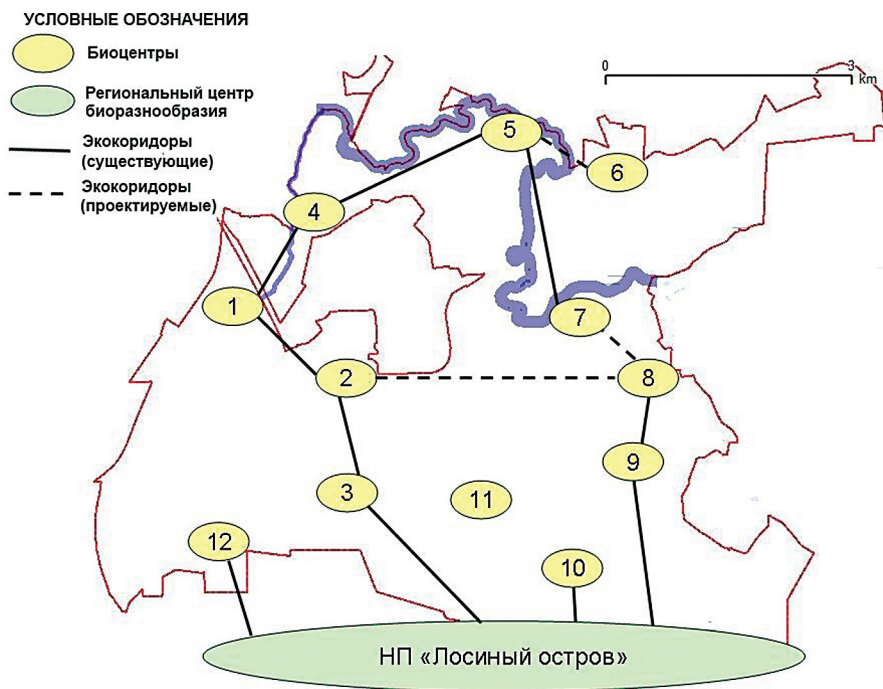 УСЛОВНЫЕ ОБОЗНАЧЕНИЯ
Биоцентры
Региональный центр
биоразнообразия
Экокоридоры
(существующие)
Экокоридоры
(проектируемые)
0
3
km
5
6
4
1
7
2
8
9
3
11
12
10
НП «Лосиный остров»